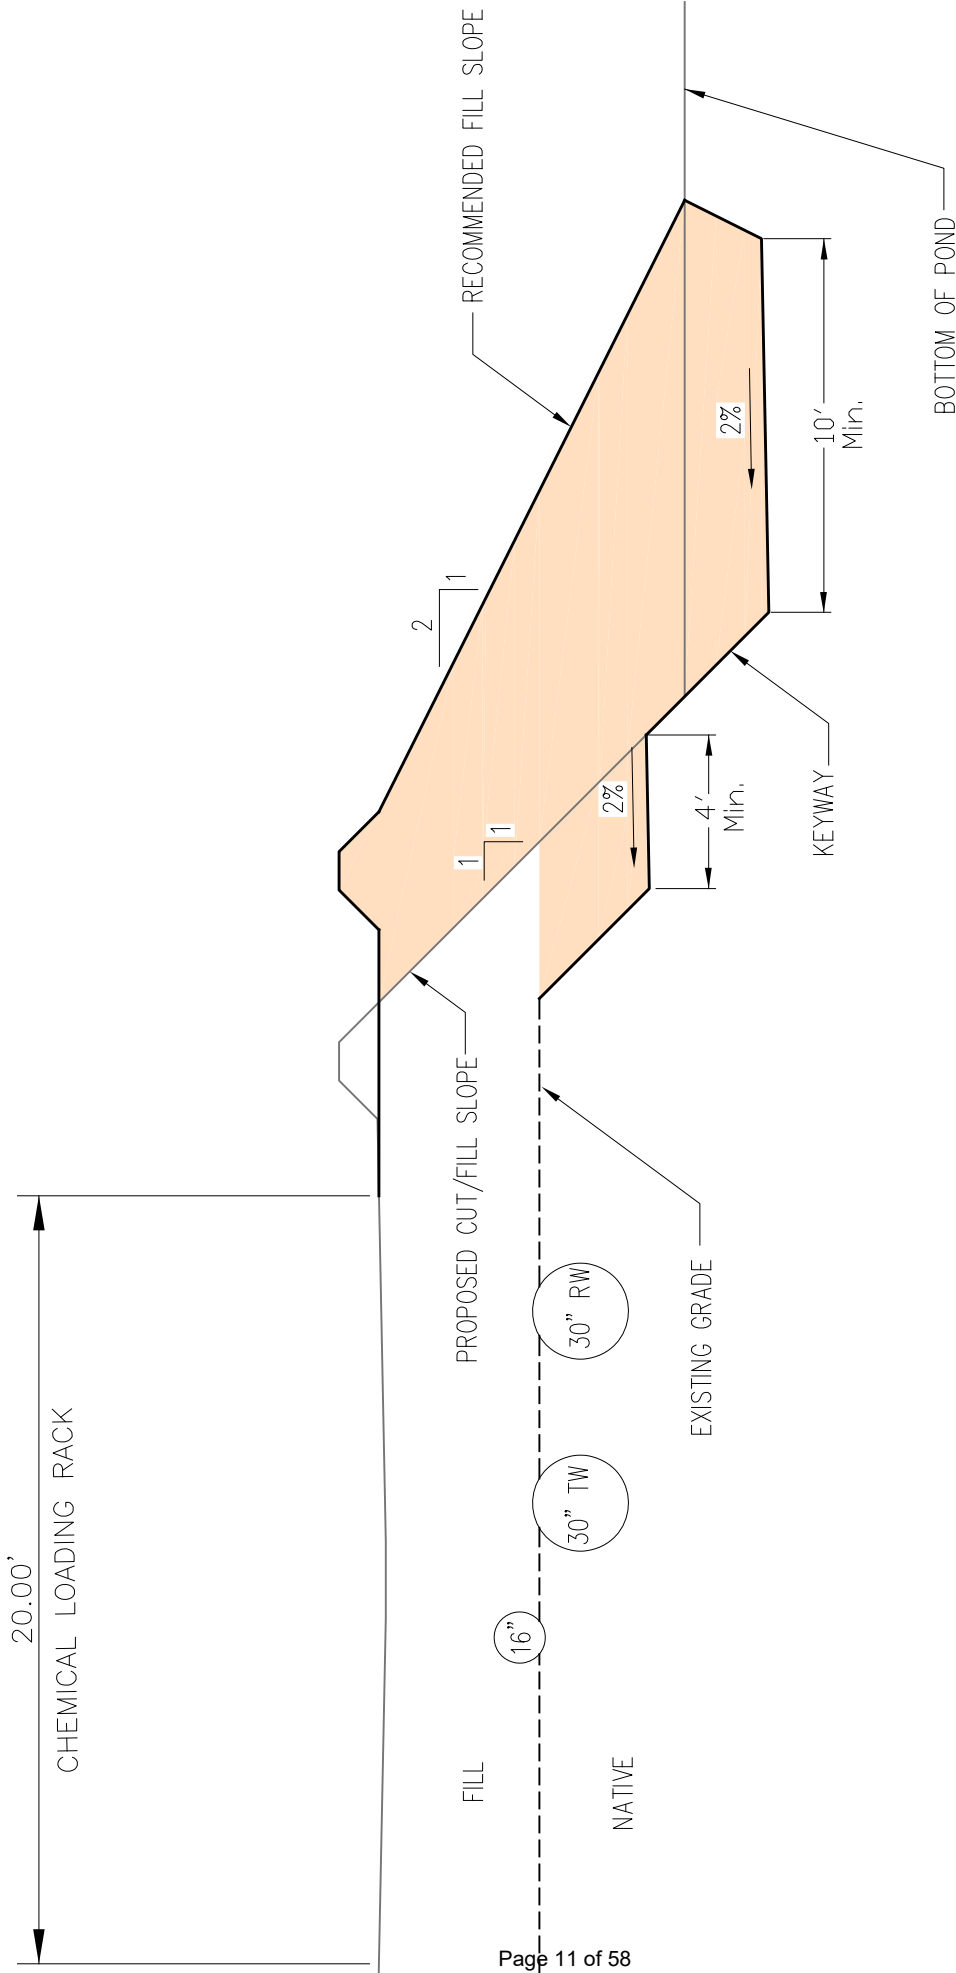 20.00'
CHEMICAL LOADING RACK
RECOMMENDED FILL SLOPE
2
1
1
1
PROPOSED CUT/FILL SLOPE
FILL
16"
30" TW
30" RW
NATIVE
EXISTING GRADE
2%
4'
Min.
KEYWAY
2%
10'
Min.
BOTTOM OF POND
Page 11 of 58